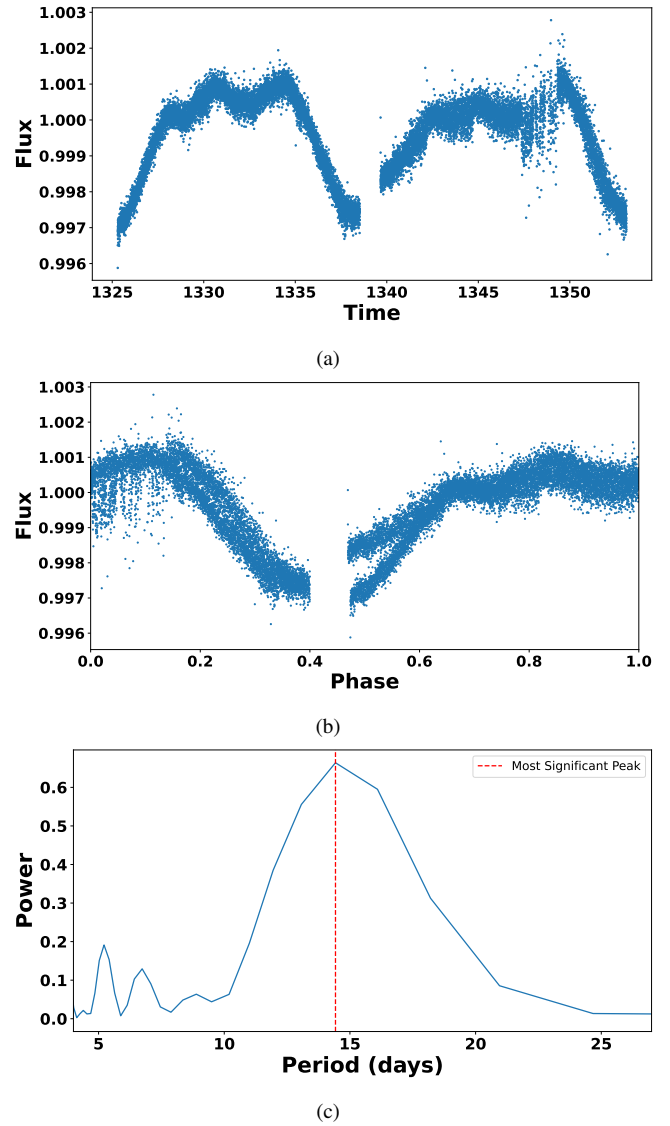 1.003
1.002
1.001
1.000
0.999
0.998
0.997
0.996
Flux
1325 1330 1335 1340 1345 1350
Time
(a)
1.003
1.002
1.001
1.000
0.999
0.998
0.997
0.996
Flux
0.0 0.2 0.4 0.6 0.8 1.0
Phase
(b)
Most Significant Peak
0.6
0.5
0.4
0.3
0.2
0.1
0.0
Power
5 10 15 20 25
Period (days)
(c)